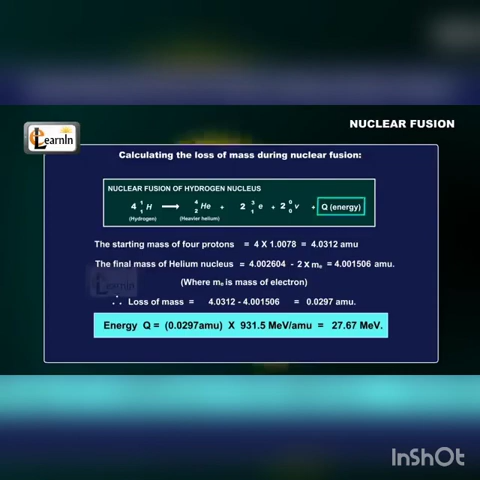 NUCLEAR FUSION
LearnIn
Calculating the loss of mass during nuclear fusion:
NUCLEAR FUSION OF HYDROGEN NUCLEUS
4 ¹₁H ⟶ ⁴₂He + 2 ³₁e + 2 ⁰₀v + Q (energy)
(Hydrogen) (Heavier helium)
The starting mass of four protons = 4 X 1.0078 = 4.0312 amu
The final mass of Helium nucleus = 4.002604 - 2 x mₑ = 4.001506 amu.
(Where mₑ is mass of electron)
∴ Loss of mass = 4.0312 - 4.001506 = 0.0297 amu.
Energy Q = (0.0297amu) X 931.5 MeV/amu = 27.67 MeV.
InShOt